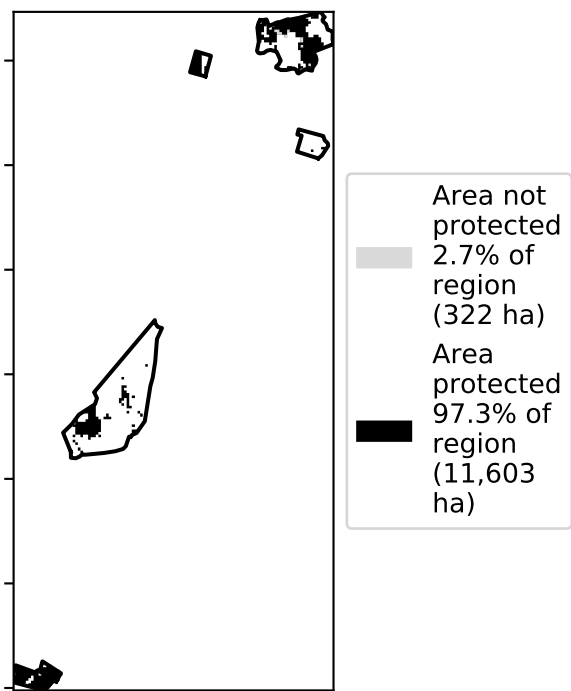 Area not
protected
2.7% of
region
(322 ha)
Area
protected
97.3% of
region
(11,603
ha)